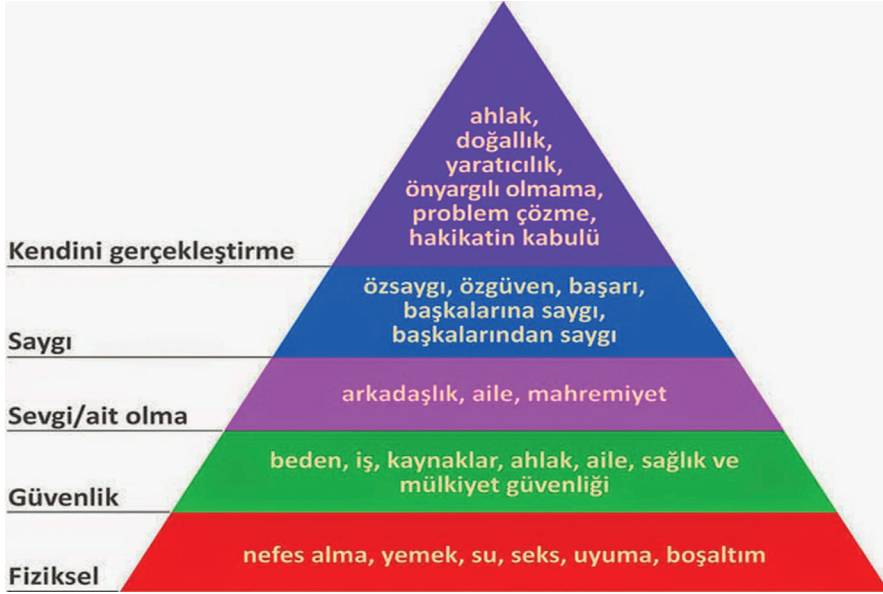 ahlak,
doğallık,
yaratıcılık,
önyargılı olmama,
problem çözme,
hakikatin kabulü
Kendini gerçekleştirme
özsaygı, özgüven, başarı,
başkalarına saygı,
başkalarından saygı
Saygı
arkadaşlık, aile, mahremiyet
Sevgi/ait olma
beden, iş, kaynaklar, ahlak, aile, sağlık ve
mülkiyet güvenliği
Güvenlik
nefes alma, yemek, su, seks, uyuma, boşaltım
Fiziksel